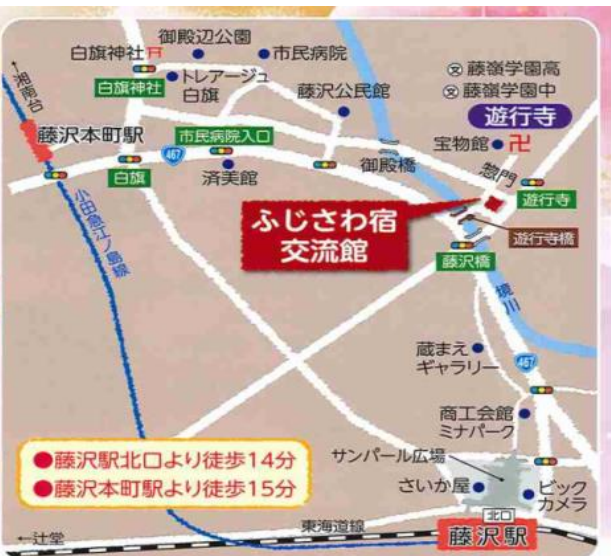 御殿辺公園
白旗神社
市民病院
←湘南台
白旗神社
トレアージュ
白旗
藤沢公民館
藤嶺学園高
藤嶺学園中
遊行寺
宝物館
藤沢本町駅
市民病院入口
467
御殿橋
惣門
白旗
済美館
遊行寺
ふじさわ宿
交流館
遊行寺橋
小田急江ノ島線
藤沢橋
境川
蔵まえ
ギャラリー
467
商工会館
ミナパーク
●藤沢駅北口より徒歩14分
●藤沢本町駅より徒歩15分
サンパール広場
さいか屋
ビック
カメラ
北口
←辻堂
東海道線
藤沢駅